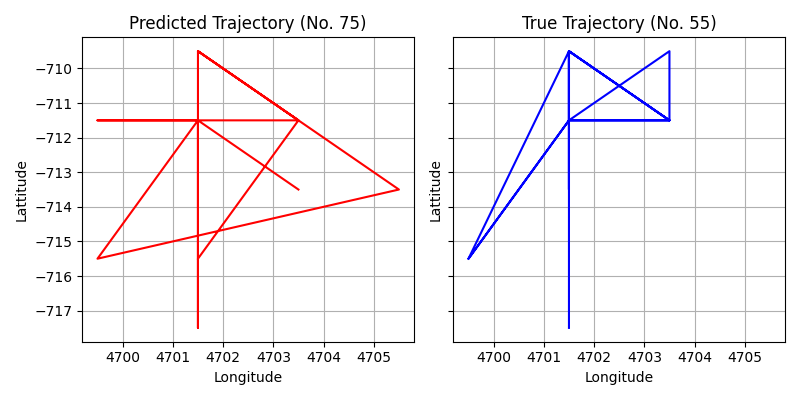 Predicted Trajectory (No. 75)
True Trajectory (No. 55)
Lattitude
−710
−711
−712
−713
−714
−715
−716
−717
4700 4701 4702 4703 4704 4705
Longitude
Lattitude
4700 4701 4702 4703 4704 4705
Longitude